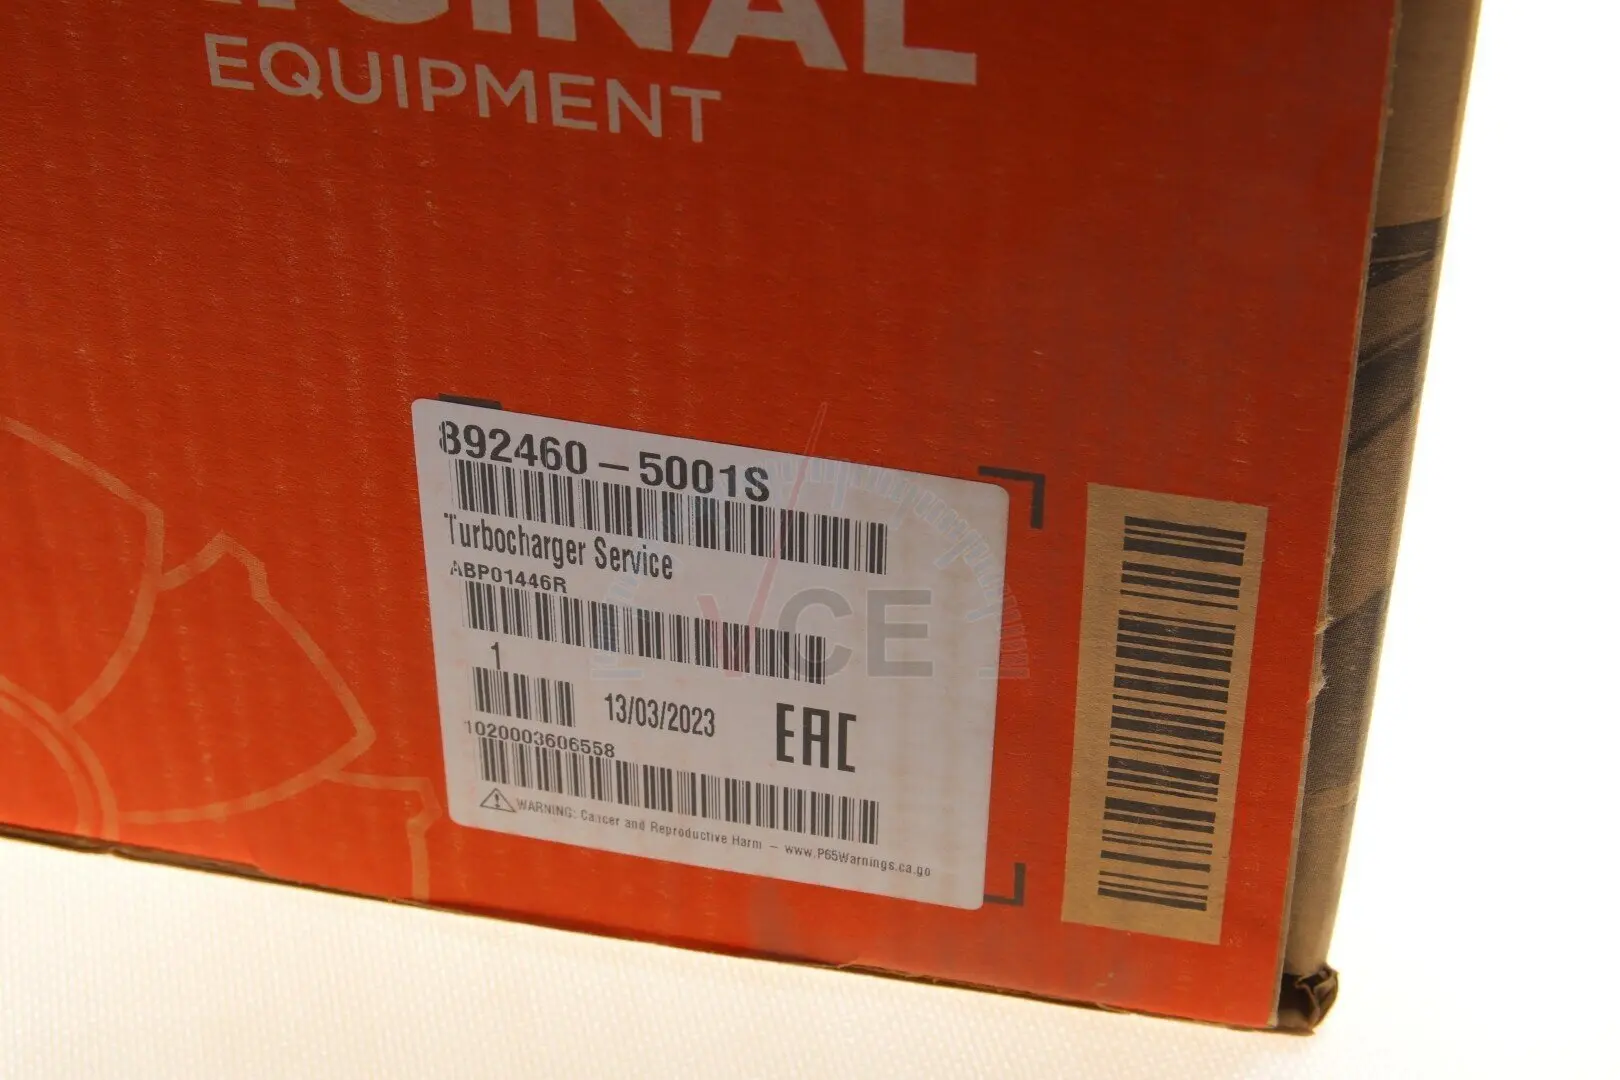 EQUIPMENT
892460-5001S
Turbocharger Service
ABP01446R
1
13/03/2023
EAC
1020003606558
WARNING: Cancer and Reproductive Harm - www.P65Warnings.ca.go
VCE